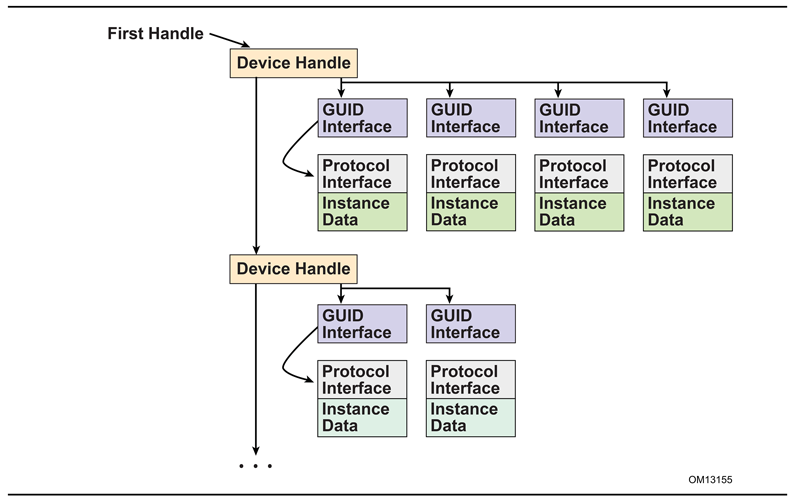 First Handle
Device Handle
GUID
Interface
GUID
Interface
GUID
Interface
GUID
Interface
Protocol
Interface
Instance
Data
Protocol
Interface
Instance
Data
Protocol
Interface
Instance
Data
Protocol
Interface
Instance
Data
Device Handle
GUID
Interface
GUID
Interface
Protocol
Interface
Instance
Data
Protocol
Interface
Instance
Data
. . .
OM13155